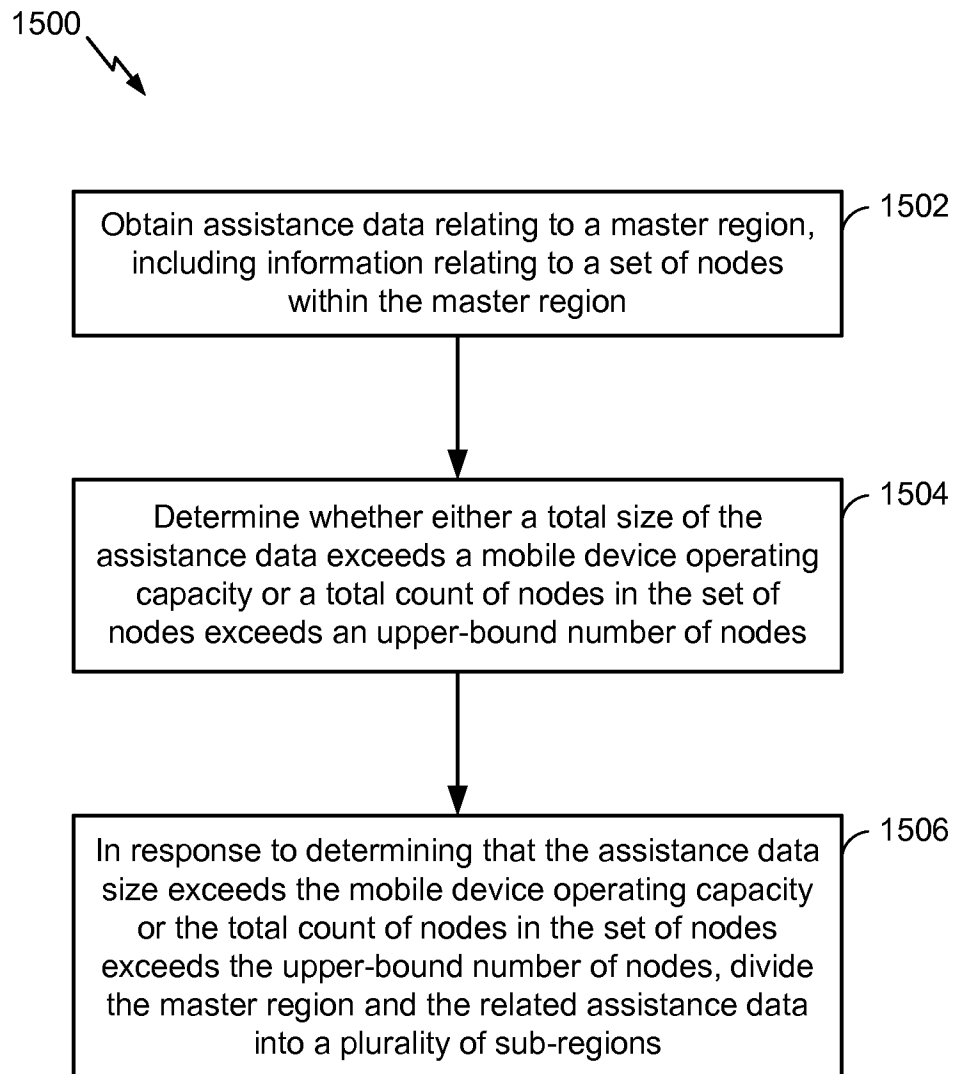 1500
Obtain assistance data relating to a master region,
including information relating to a set of nodes
within the master region
1502
Determine whether either a total size of the
assistance data exceeds a mobile device operating
capacity or a total count of nodes in the set of
nodes exceeds an upper-bound number of nodes
1504
In response to determining that the assistance data
size exceeds the mobile device operating capacity
or the total count of nodes in the set of nodes
exceeds the upper-bound number of nodes, divide
the master region and the related assistance data
into a plurality of sub-regions
1506